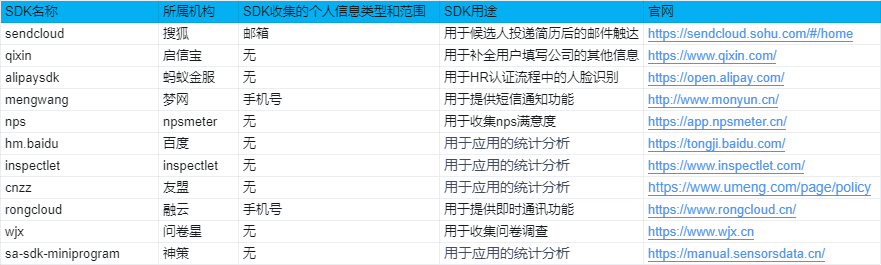 SDK名称 所属机构 SDK收集的个人信息类型和范围 SDK用途 官网
sendcloud 搜狐 邮箱 用于候选人投递简历后的邮件触达 https://sendcloud.sohu.com/#/home
qixin 启信宝 无 用于补全用户填写公司的其他信息 https://www.qixin.com/
alipaysdk 蚂蚁金服 无 用于HR认证流程中的人脸识别 https://open.alipay.com/
mengwang 梦网 手机号 用于提供短信通知功能 http://www.monyun.cn/
nps npsmeter 无 用于收集nps满意度 https://app.npsmeter.cn/
hm.baidu 百度 无 用于应用的统计分析 https://tongji.baidu.com/
inspectlet inspectlet 无 用于应用的统计分析 https://www.inspectlet.com/
cnzz 友盟 无 用于应用的统计分析 https://www.umeng.com/page/policy
rongcloud 融云 手机号 用于提供即时通讯功能 https://www.rongcloud.cn/
wjx 问卷星 无 用于收集问卷调查 https://www.wjx.cn
sa-sdk-miniprogram 神策 无 用于应用的统计分析 https://manual.sensorsdata.cn/